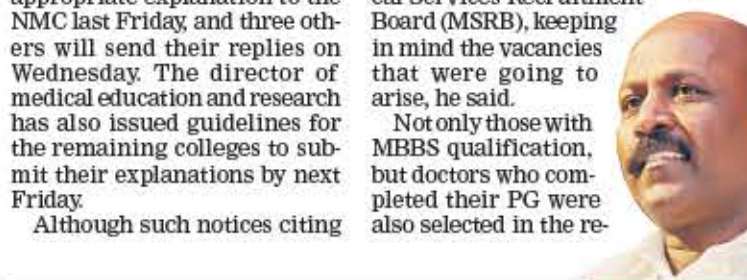 appropriate explanation to the
NMC last Friday, and three oth-
ers will send their replies on
Wednesday. The director of
medical education and research
has also issued guidelines for
the remaining colleges to sub-
mit their explanations by next
Friday.
Although such notices citing
cal Services Recruitment
Board (MSRB), keeping
in mind the vacancies
that were going to
arise, he said.
Not only those with
MBBS qualification,
but doctors who com-
pleted their PG were
also selected in the re-